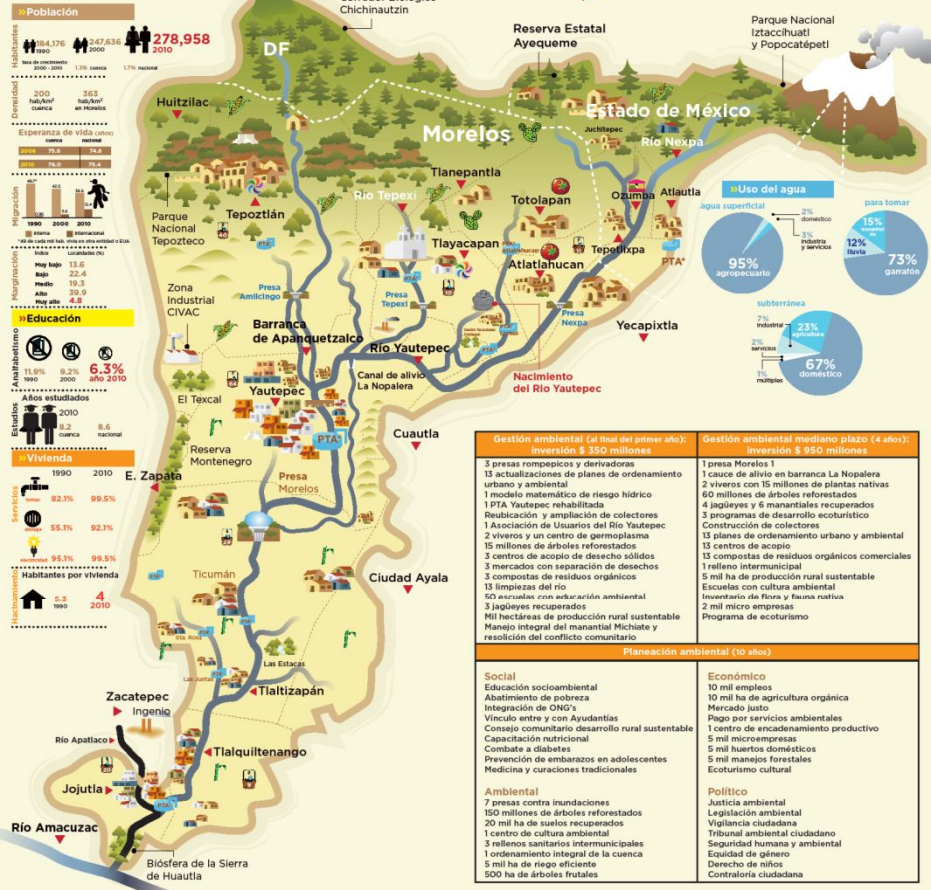 Chichinautzin
Reserva Estatal
Ayequeme
Parque Nacional
Iztaccíhuatl
y Popocatépetl
»Población
Habitantes
184,176
1990
247,636
2000
278,958
2010
tasa de crecimiento
2000 - 2010
1.3% cuenca
1.7% nacional
Densidad
200
hab/km²
cuenca
363
hab/km²
en Morelos
Esperanza de vida (años)
cuenca nacional
75.6 74.8
2010 76.0 75.4
Migración
1990 2000 2010
Interna Internacional
*49 de cada mil hab. vivía en otra entidad o EUA
Marginación
Índice Localidades (%)
Muy bajo 13.6
Bajo 22.4
Medio 19.3
Alto 39.9
Muy alto 4.8
»Educación
Analfabetismo
11.9%
1990
9.2%
2000
6.3%
año 2010
Estudios
Años estudiados
2010
8.2
cuenca
8.6
nacional
»Vivienda
1990 2010
Servicios
82.1% 99.5%
55.1% 92.1%
electricidad 95.1% 99.5%
Hacinamiento
Habitantes por vivienda
5.3
1990
4
2010
DF
Huitzilac
Morelos
Estado de México
Juchitepec
Río Nexpa
Tlanepantla
Río Tepexi
Totolapan
Ozumba
Atlautla
Tepoztlán
Parque
Nacional
Tepozteco
Tlayacapan
Atlatlahucan
Tepetlixpa
PTA*
Zona
Industrial
CIVAC
Presa
Amilcingo
Presa
Tepexi
Presa
Nexpa
Yecapixtla
Barranca
de Apanquetzalco
Río Yautepec
Canal de alivio
La Nopalera
Nacimiento
del Río Yautepec
El Texcal
Yautepec
PTA*
Cuautla
Reserva
Montenegro
E. Zapata
Presa
Morelos
Ticumán
Ciudad Ayala
Sta. Rosa
Las Estacas
Las Juntas
Tlaltizapán
Zacatepec
Ingenio
Río Apatlaco
Tlalquiltenango
Jojutla
PTA*
Río Amacuzac
Biósfera de la Sierra
de Huautla
»Uso del agua
agua superficial
2%
doméstico
3%
industria
y servicios
95%
agropecuario
para tomar
15%
12%
lluvia
73%
garrafón
subterránea
7%
industrial
23%
agricultura
2%
servicios
1%
múltiples
67%
doméstico
Gestión ambiental (al final del primer año):
inversión $ 350 millones
3 presas rompepicos y derivadoras
13 actualizaciones de planes de ordenamiento
urbano y ambiental
1 modelo matemático de riesgo hídrico
1 PTA Yautepec rehabilitada
Reubicación y ampliación de colectores
1 Asociación de Usuarios del Río Yautepec
2 viveros y un centro de germoplasma
15 millones de árboles reforestados
3 centros de acopio de desecho sólidos
3 mercados con separación de desechos
3 compostas de residuos orgánicos
13 limpiezas del río
50 escuelas con educación ambiental
3 jagüeyes recuperados
Mil hectáreas de producción rural sustentable
Manejo integral del manantial Michiate y
resolición del conflicto comunitario
Gestión ambiental mediano plazo (4 años):
inversión $ 950 millones
1 presa Morelos 1
1 cauce de alivio en barranca La Nopalera
2 viveros con 15 millones de plantas nativas
60 millones de árboles reforestados
4 jagüeyes y 6 manantiales recuperados
3 programas de desarrollo ecoturístico
Construcción de colectores
13 planes de ordenamiento urbano y ambiental
13 centros de acopio
13 compostas de residuos orgánicos comerciales
1 relleno intermunicipal
5 mil ha de producción rural sustentable
Escuelas con cultura ambiental
Inventario de flora y fauna nativa
2 mil micro empresas
Programa de ecoturismo
Planeación ambiental (10 años)
Social
Educación socioambiental
Abatimiento de pobreza
Integración de ONG's
Vínculo entre y con Ayudantías
Consejo comunitario desarrollo rural sustentable
Capacitación nutricional
Combate a diabetes
Prevención de embarazos en adolescentes
Medicina y curaciones tradicionales
Económico
10 mil empleos
10 mil ha de agricultura orgánica
Mercado justo
Pago por servicios ambientales
1 centro de encadenamiento productivo
5 mil microempresas
5 mil huertos domésticos
5 mil manejos forestales
Ecoturismo cultural
Ambiental
7 presas contra inundaciones
150 millones de árboles reforestados
20 mil ha de suelos recuperados
1 centro de cultura ambiental
3 rellenos sanitarios intermunicipales
1 ordenamiento integral de la cuenca
5 mil ha de riego eficiente
500 ha de árboles frutales
Político
Justicia ambiental
Legislación ambiental
Vigilancia ciudadana
Tribunal ambiental ciudadano
Seguridad humana y ambiental
Equidad de género
Derecho de niños
Contraloría ciudadana